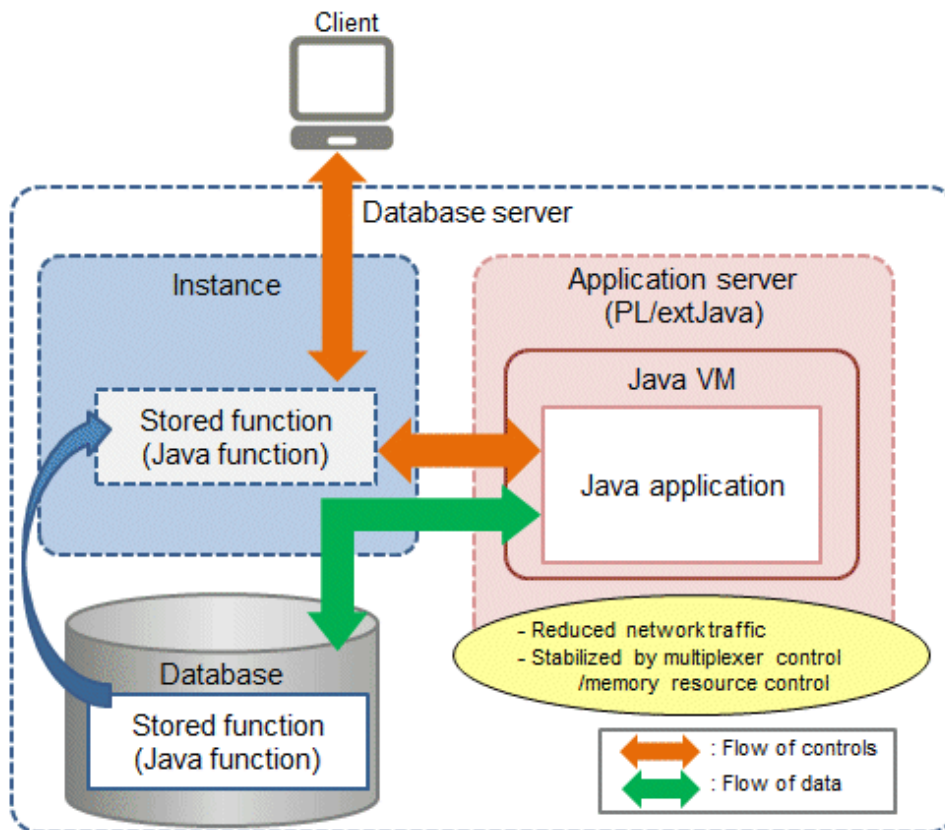 Client
Database server
Instance
Application server
(PL/extJava)
Java VM
Stored function
(Java function)
Java application
- Reduced network traffic
- Stabilized by multiplexer control
/memory resource control
Database
Stored function
(Java function)
: Flow of controls
: Flow of data